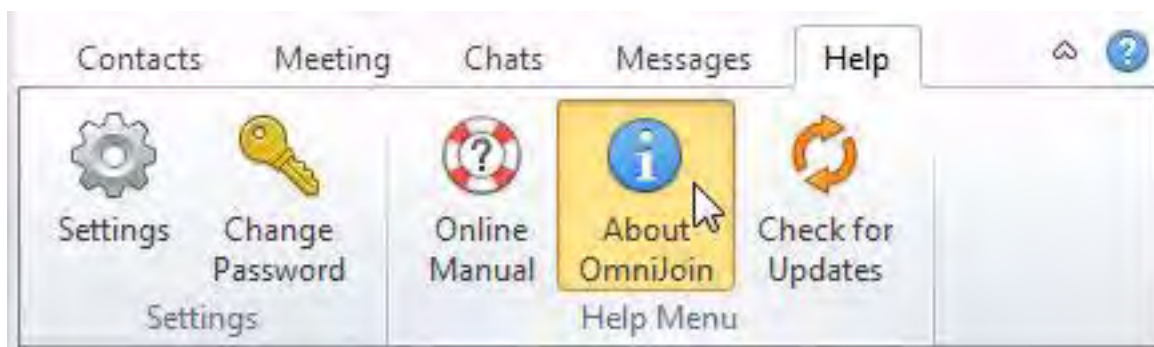 Contacts Meeting Chats Messages Help ?
? i
Settings Change Online About Check for
Password Manual OmniJoin Updates
Settings Help Menu